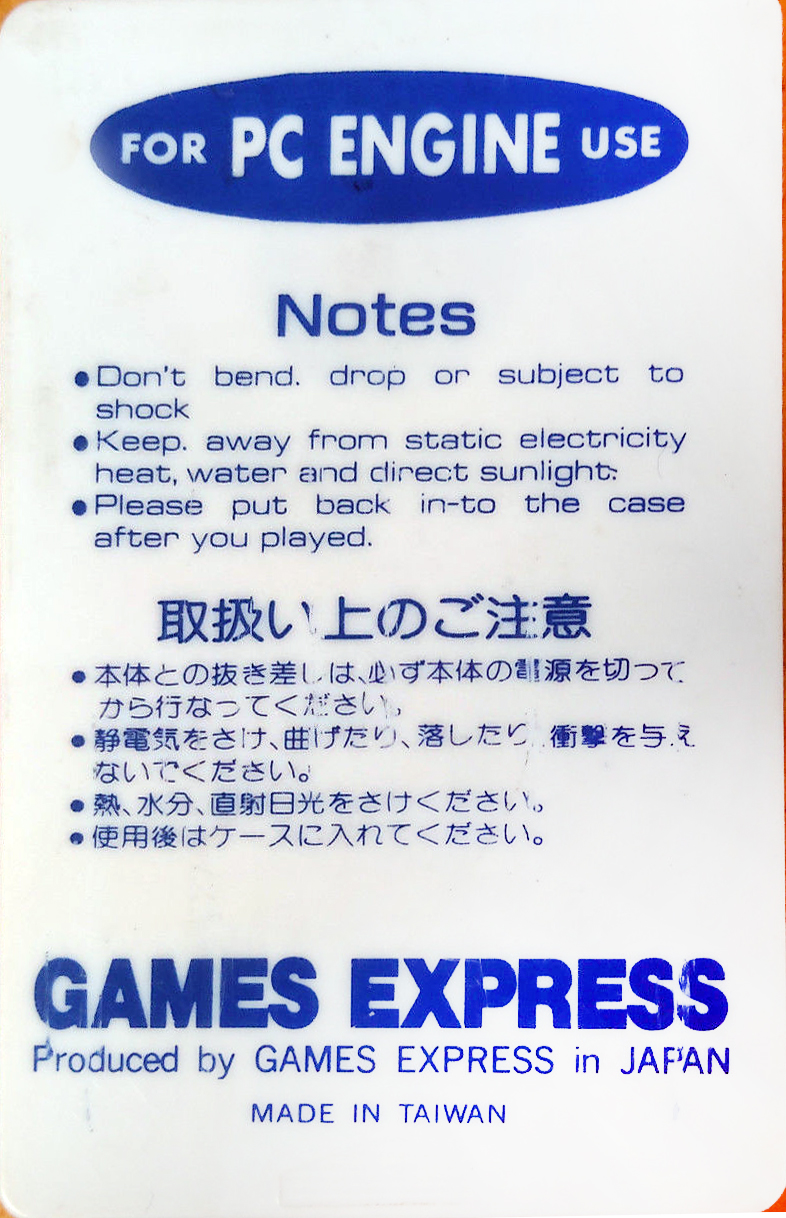 FOR PC ENGINE USE
Notes
●Don't bend. drop or subject to
shock
●Keep. away from static electricity
heat, water and direct sunlight.
●Please put back in-to the case
after you played.
取扱い上のご注意
●本体との抜き差しは、必ず本体の電源を切って
から行なってください。
●静電気をさけ、曲げたり、落したり、衝撃を与え
ないでください。
●熱、水分、直射日光をさけください。
●使用後はケースに入れてください。
GAMES EXPRESS
Produced by GAMES EXPRESS in JAPAN
MADE IN TAIWAN